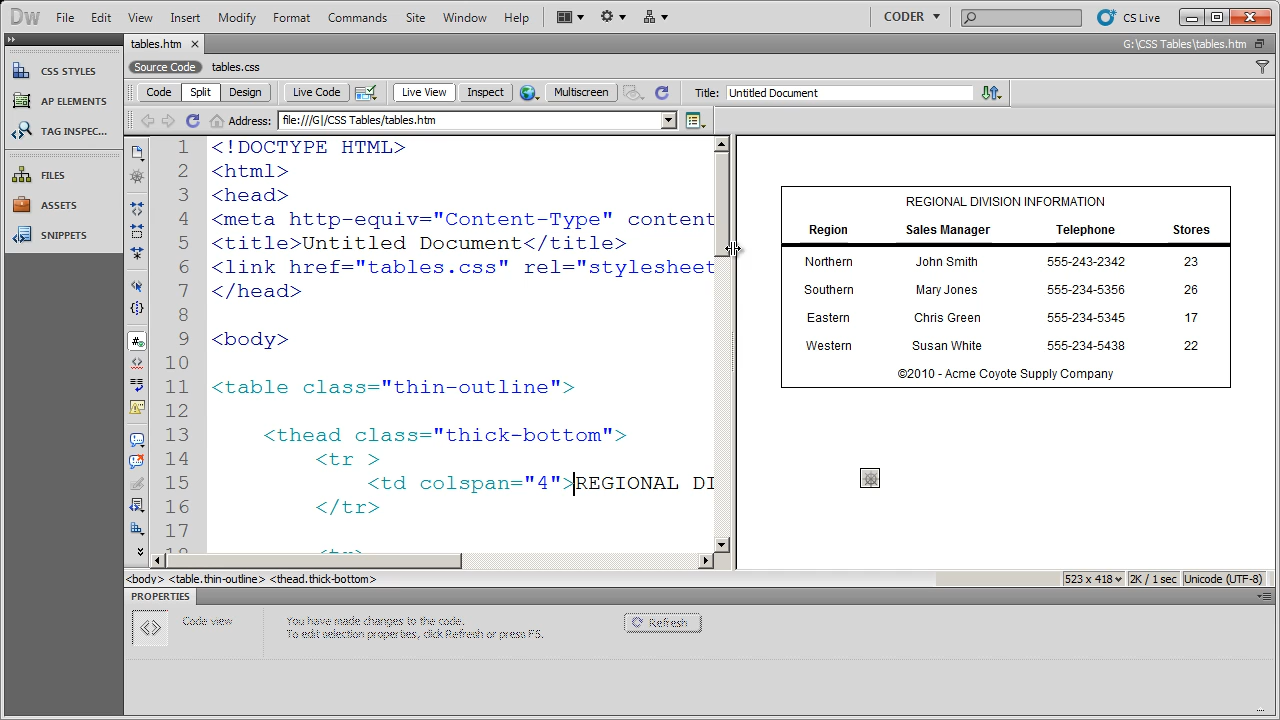 Dw File Edit View Insert Modify Format Commands Site Window Help CODER CS Live
tables.htm G:\CSS Tables\tables.htm
Source Code tables.css
Code Split Design Live Code Live View Inspect Multiscreen Title: Untitled Document
Address: file:///G|/CSS Tables/tables.htm
CSS STYLES
AP ELEMENTS
TAG INSPEC...
FILES
ASSETS
SNIPPETS
1 <!DOCTYPE HTML>
2 <html>
3 <head>
4 <meta http-equiv="Content-Type" content
5 <title>Untitled Document</title>
6 <link href="tables.css" rel="stylesheet
7 </head>
8
9 <body>
10
11 <table class="thin-outline">
12
13 <thead class="thick-bottom">
14 <tr >
15 <td colspan="4">REGIONAL DI
16 </tr>
17
18 <tr>
REGIONAL DIVISION INFORMATION
Region Sales Manager Telephone Stores
Northern John Smith 555-243-2342 23
Southern Mary Jones 555-234-5356 26
Eastern Chris Green 555-234-5345 17
Western Susan White 555-234-5438 22
©2010 - Acme Coyote Supply Company
<body> <table.thin-outline> <thead.thick-bottom> 523 x 418 2K / 1 sec Unicode (UTF-8)
PROPERTIES
Code view You have made changes to the code. Refresh
To edit selection properties, click Refresh or press F5.